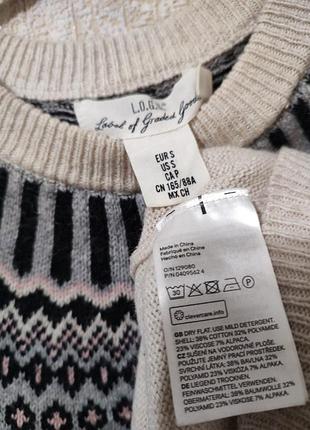 L.O.G.G.
Label of Graded Goods
EUR S
US S
CA P
CN 165/88A
MX CH
Made in China
Fabriqué en Chine
Hecho en China
O/N 129080
P/N 0409562 4
30
P
clevercare.info
GB DRY FLAT. USE MILD DETERGENT.
SHELL: 38% COTTON 32% POLYAMIDE
23% VISCOSE 7% ALPACA.
CZ SUŠENÍ NA VODOROVNÉ PLOŠE.
POUŽÍVEJTE JEMNÝ PRACÍ PROSTŘEDEK.
SVRCHNÍ LÁTKA: 38% BAVLNA 32%
POLYAMID 23% VISKÓZA 7% ALPAKA.
DE LIEGEND TROCKNEN.
FEINWASCHMITTEL VERWENDEN.
OBERMATERIAL: 38% BAUMWOLLE 32%
POLYAMID 23% VISKOSE 7% ALPAKA.